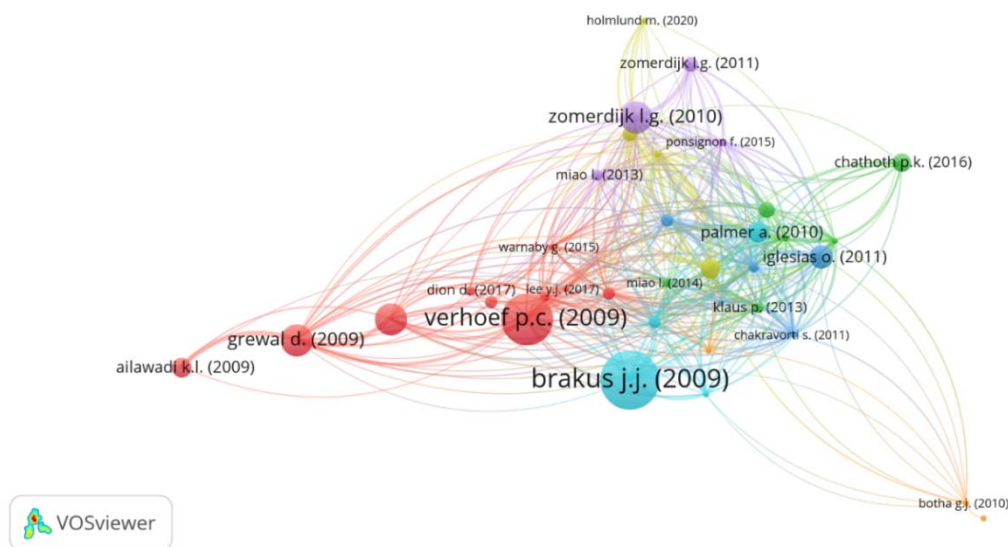 holmlund m. (2020)
zomerdijk l.g. (2011)
zomerdijk l.g. (2010)
ponsignon f. (2015)
chathoth p.k. (2016)
miao l. (2013)
palmer a. (2010)
warnaby g. (2015)
iglesias o. (2011)
miao l. (2014)
dion d. (2017)
lee y.j. (2017)
klaus p. (2013)
verhoef p.c. (2009)
chakravorti s. (2011)
grewal d. (2009)
ailawadi k.l. (2009)
brakus j.j. (2009)
botha g.j. (2010)
VOSviewer